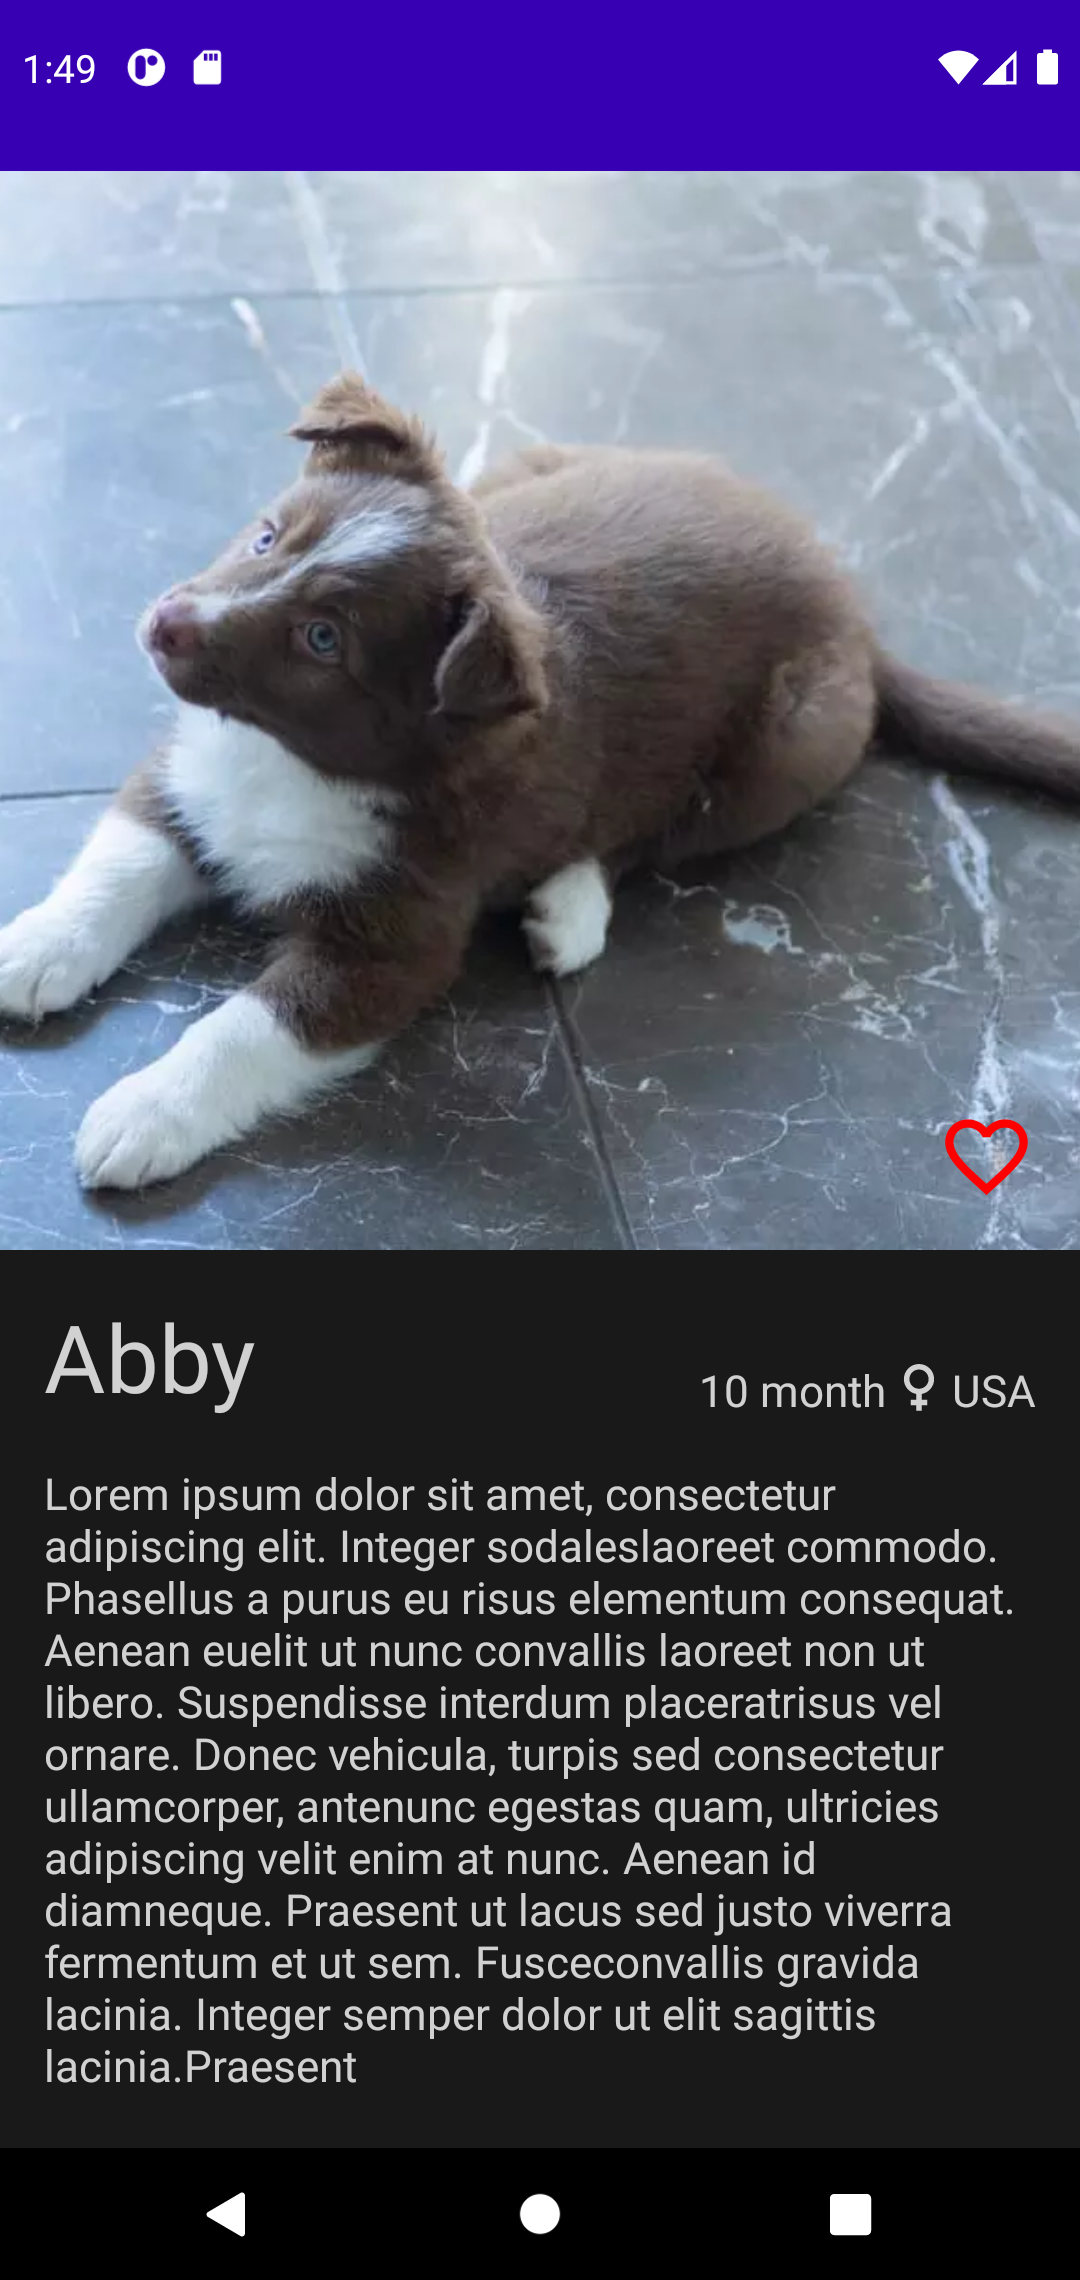 1:49
Abby
10 month ♀ USA
Lorem ipsum dolor sit amet, consectetur
adipiscing elit. Integer sodaleslaoreet commodo.
Phasellus a purus eu risus elementum consequat.
Aenean euelit ut nunc convallis laoreet non ut
libero. Suspendisse interdum placeratrisus vel
ornare. Donec vehicula, turpis sed consectetur
ullamcorper, antenunc egestas quam, ultricies
adipiscing velit enim at nunc. Aenean id
diamneque. Praesent ut lacus sed justo viverra
fermentum et ut sem. Fusceconvallis gravida
lacinia. Integer semper dolor ut elit sagittis
lacinia.Praesent